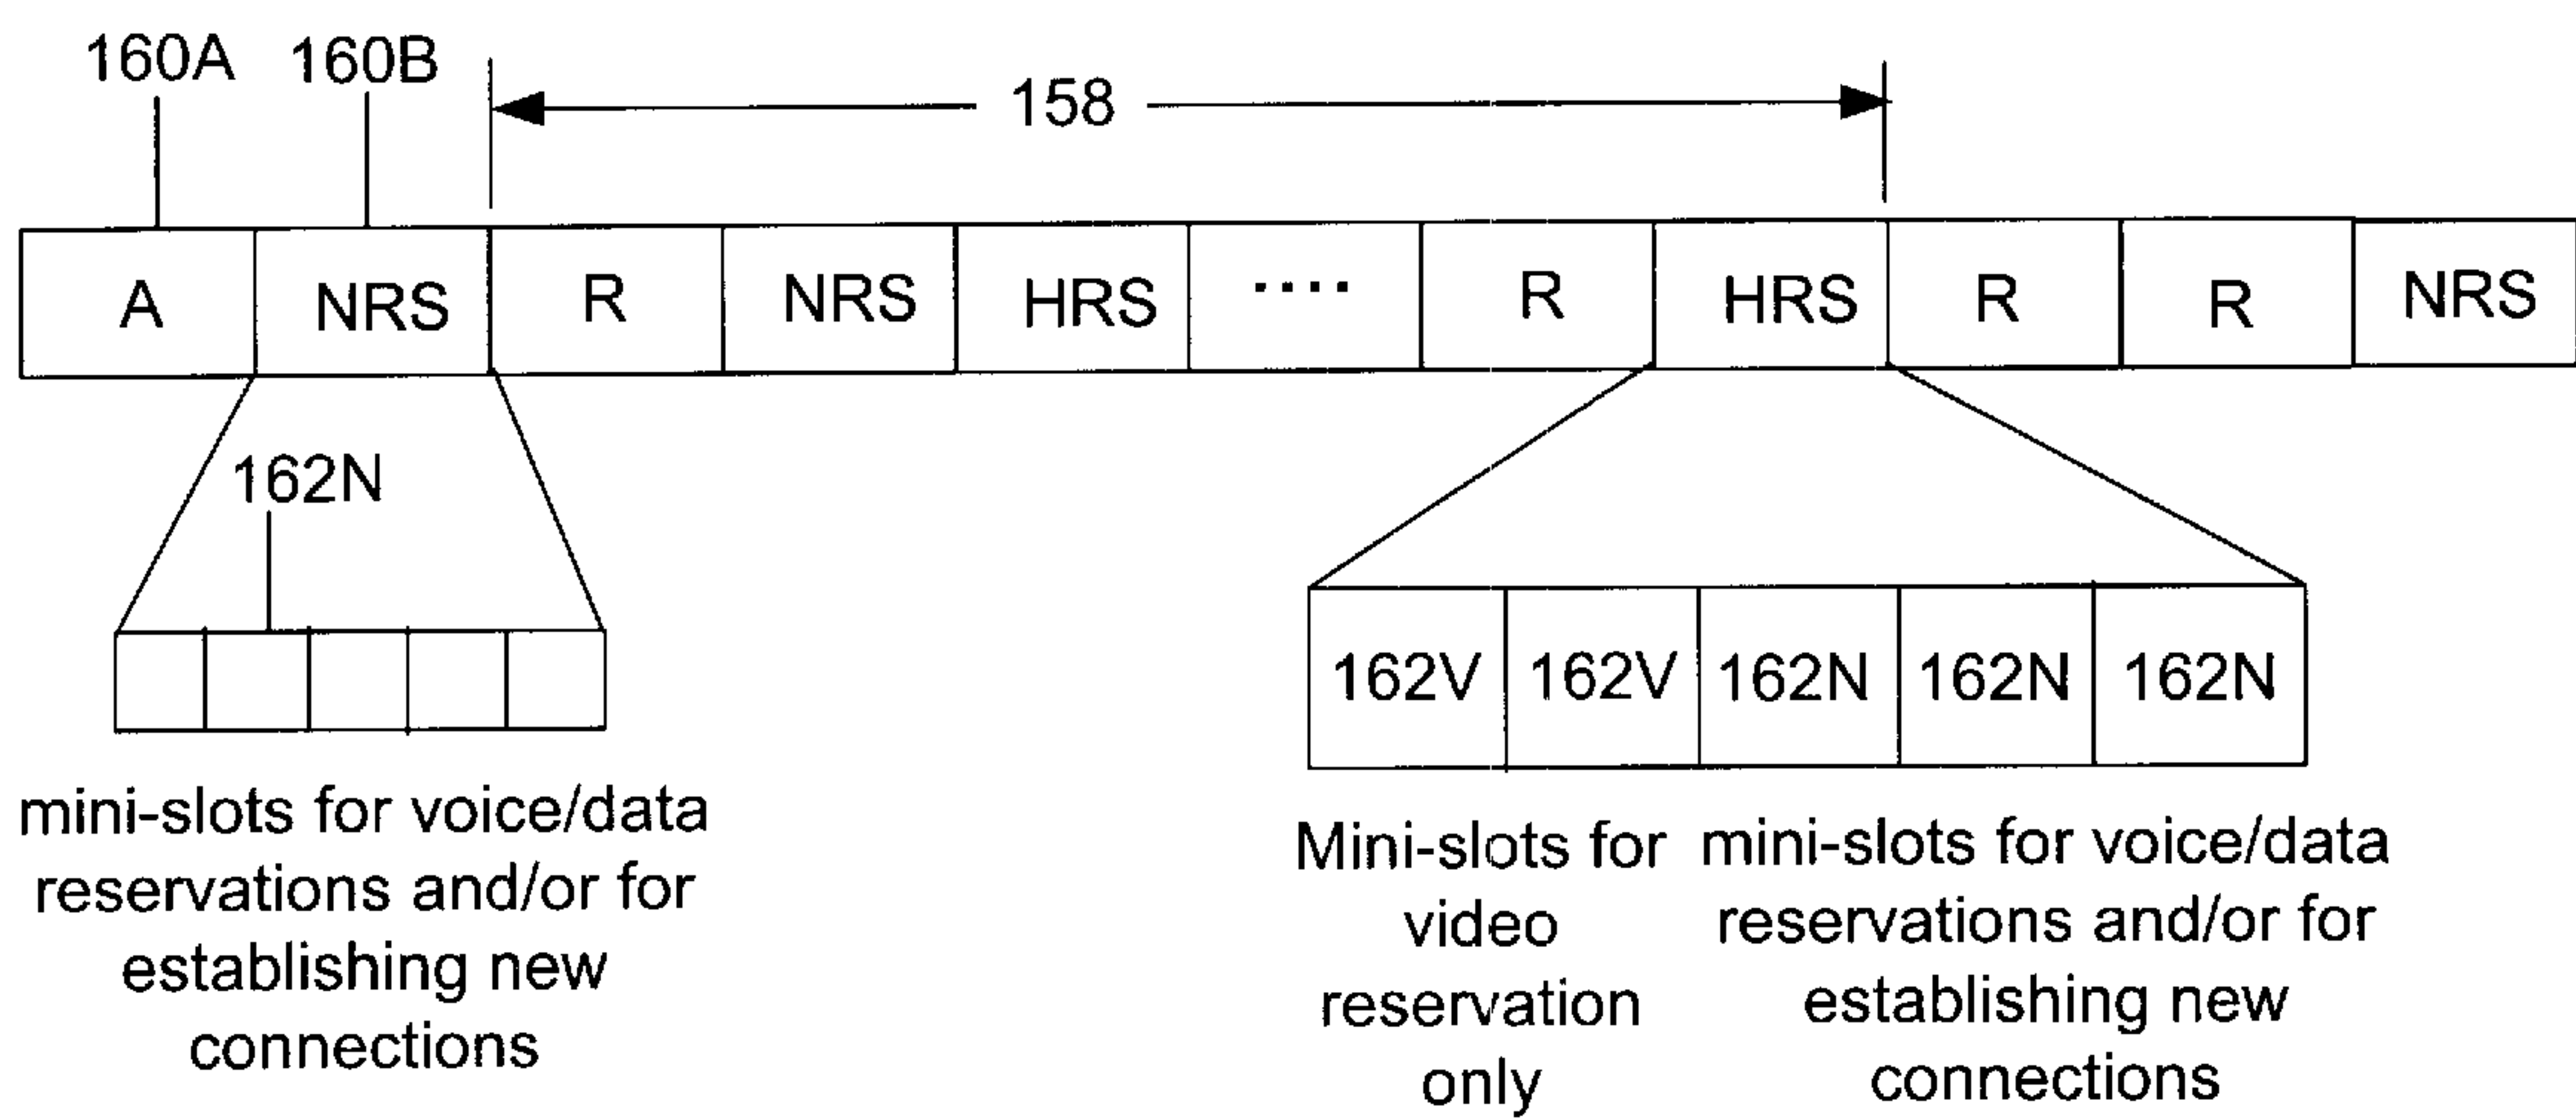 160A 160B
158
A NRS R NRS HRS .... R HRS R R NRS
162N
162V 162V 162N 162N 162N
mini-slots for voice/data
reservations and/or for
establishing new
connections
Mini-slots for
video
reservation
only
mini-slots for voice/data
reservations and/or for
establishing new
connections